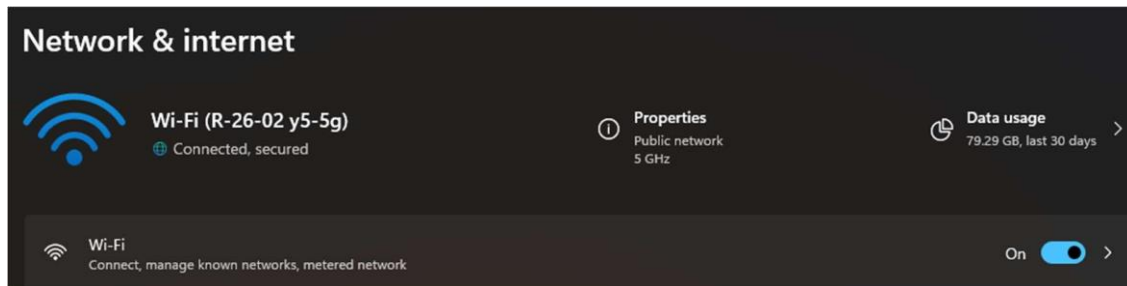 Network & internet
Wi-Fi (R-26-02 y5-5g)
Connected, secured
Properties
Public network
5 GHz
Data usage
79.29 GB, last 30 days
Wi-Fi
Connect, manage known networks, metered network
On